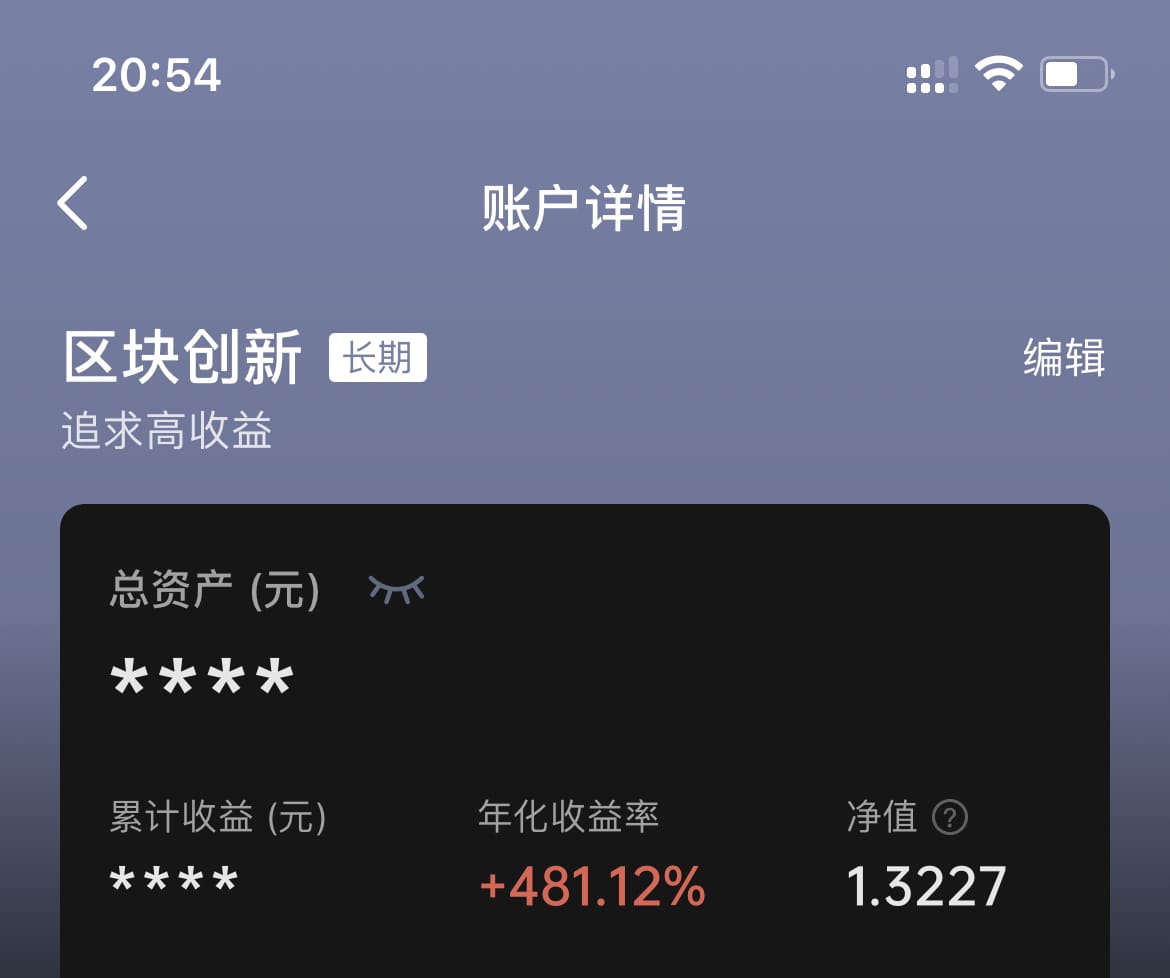 20:54
账户详情
区块创新 长期 编辑
追求高收益
总资产 (元)
****
累计收益 (元) 年化收益率 净值 ?
**** +481.12% 1.3227